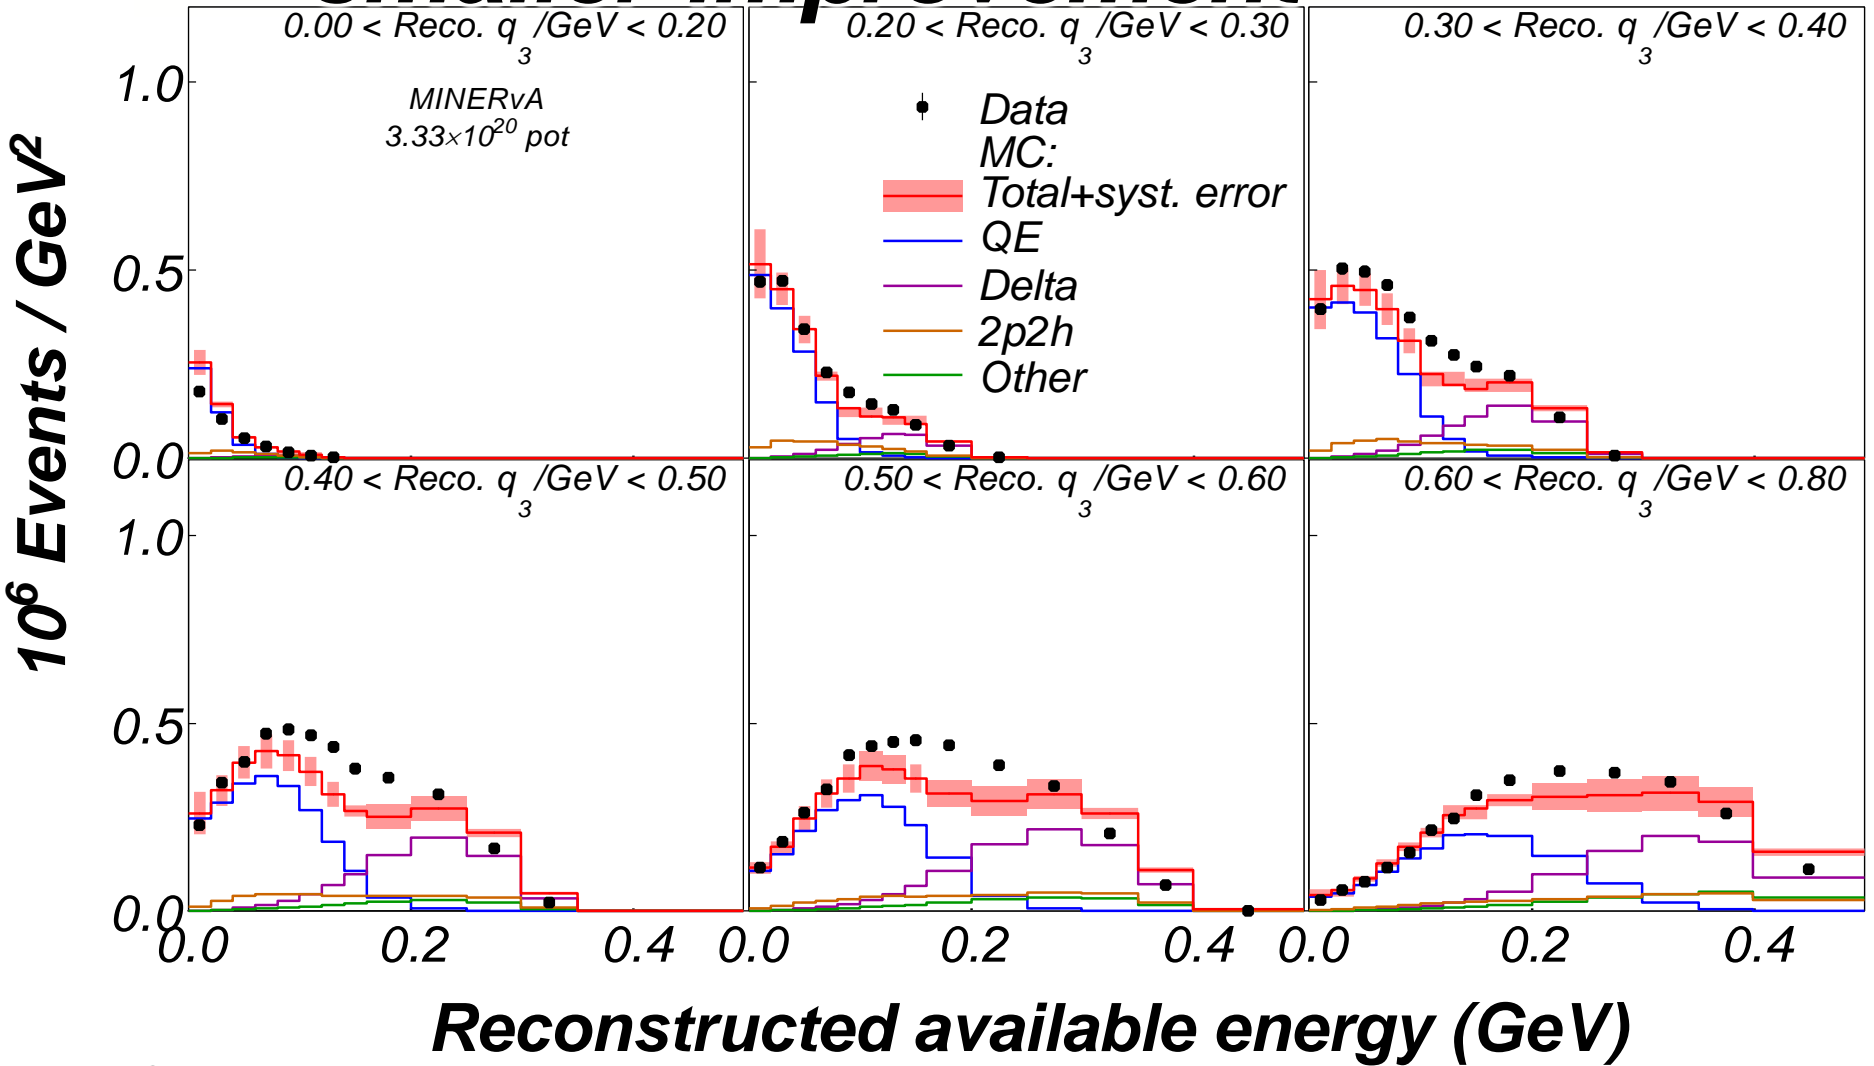 smaller improvement
0.00 < Reco. q3/GeV < 0.20
0.20 < Reco. q3/GeV < 0.30
0.30 < Reco. q3/GeV < 0.40
MINERvA
3.33×10^20 pot
Data
MC:
Total+syst. error
QE
Delta
2p2h
Other
1.0
0.5
0.0
10^6 Events / GeV^2
0.40 < Reco. q3/GeV < 0.50
0.50 < Reco. q3/GeV < 0.60
0.60 < Reco. q3/GeV < 0.80
1.0
0.5
0.0
0.0 0.2 0.4 0.0 0.2 0.4 0.0 0.2 0.4
Reconstructed available energy (GeV)